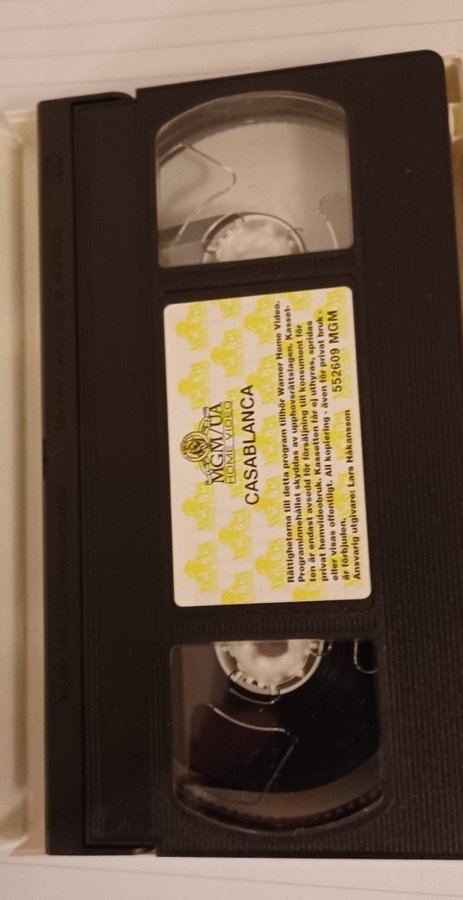 MGM/UA
HOME VIDEO
CASABLANCA
Rättigheterna till detta program tillhör Warner Home Video.
Programinnehållet skyddas av upphovsrättslagen. Kasset-
ten är endast avsedd för försäljning till konsument för
privat hemvideobruk. Kassetten får ej uthyras, spridas
eller visas offentligt. All kopiering - även för privat bruk -
är förbjuden.
Ansvarig utgivare: Lars Håkansson
552609 MGM